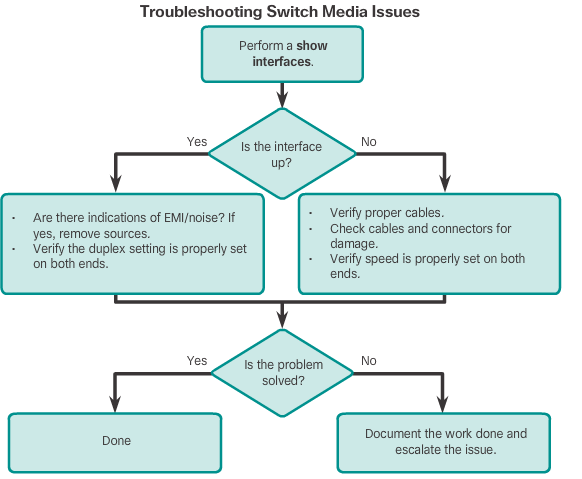 Troubleshooting Switch Media Issues
Perform a show
interfaces.
Is the interface
up?
Yes
No
• Are there indications of EMI/noise? If
yes, remove sources.
• Verify the duplex setting is properly set
on both ends.
• Verify proper cables.
• Check cables and connectors for
damage.
• Verify speed is properly set on both
ends.
Is the problem
solved?
Yes
No
Done
Document the work done and
escalate the issue.